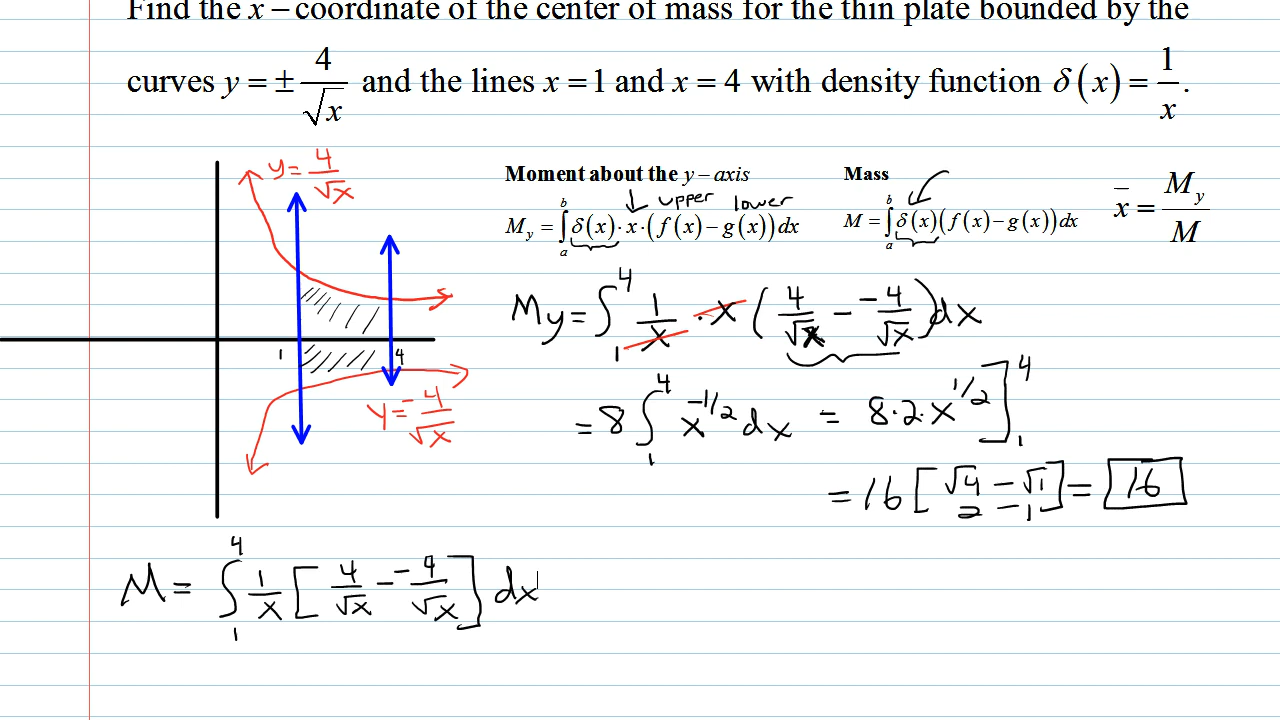 Find the x – coordinate of the center of mass for the thin plate bounded by the
curves y = ± 4/√x and the lines x = 1 and x = 4 with density function δ(x) = 1/x.
y = 4/√x
Moment about the y – axis
upper lower
M_y = ∫_a^b δ(x)·x·(f(x) – g(x))dx
Mass
M = ∫_a^b δ(x)(f(x) – g(x))dx
x̄ = M_y/M
My = ∫_1^4 1/x · x (4/√x – -4/√x) dx
1
4
y = -4/√x
= 8 ∫_1^4 x^{-1/2} dx = 8·2·x^{1/2} ]_1^4
= 16 [√4 – √1] = 16
2 – 1
M = ∫_1^4 1/x [4/√x – -4/√x] dx